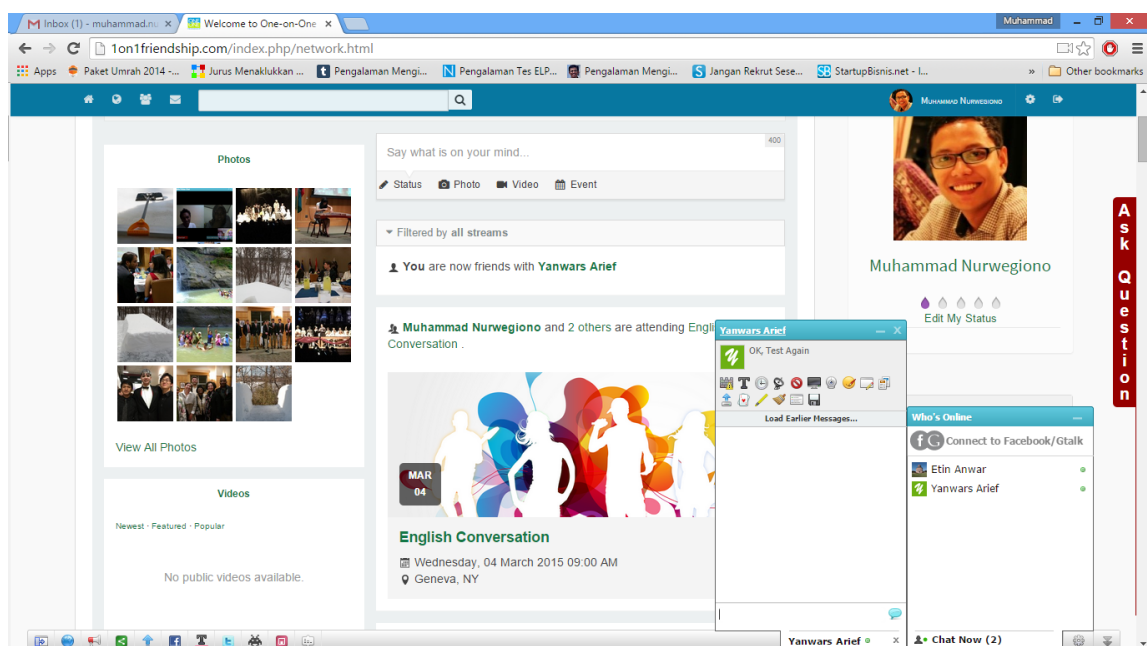 Inbox (1) - muhammad.nu
Welcome to One-on-One
Muhammad
1on1friendship.com/index.php/network.html
Apps
Paket Umrah 2014 -...
Jurus Menaklukkan ...
Pengalaman Mengi...
Pengalaman Tes ELP...
Pengalaman Mengi...
Jangan Rekrut Sese...
StartupBisnis.net - I...
»
Other bookmarks
Muhammad Nurwegiono
Photos
View All Photos
Videos
Newest · Featured · Popular
No public videos available.
Say what is on your mind...
400
Status
Photo
Video
Event
Filtered by all streams
You are now friends with Yanwars Arief
Muhammad Nurwegiono and 2 others are attending Engli
Conversation .
MAR
04
English Conversation
Wednesday, 04 March 2015 09:00 AM
Geneva, NY
Muhammad Nurwegiono
Edit My Status
Ask Question
Yanwars Arief
OK, Test Again
Load Earlier Messages...
Yanwars Arief
Who's Online
Connect to Facebook/Gtalk
Etin Anwar
Yanwars Arief
Chat Now (2)